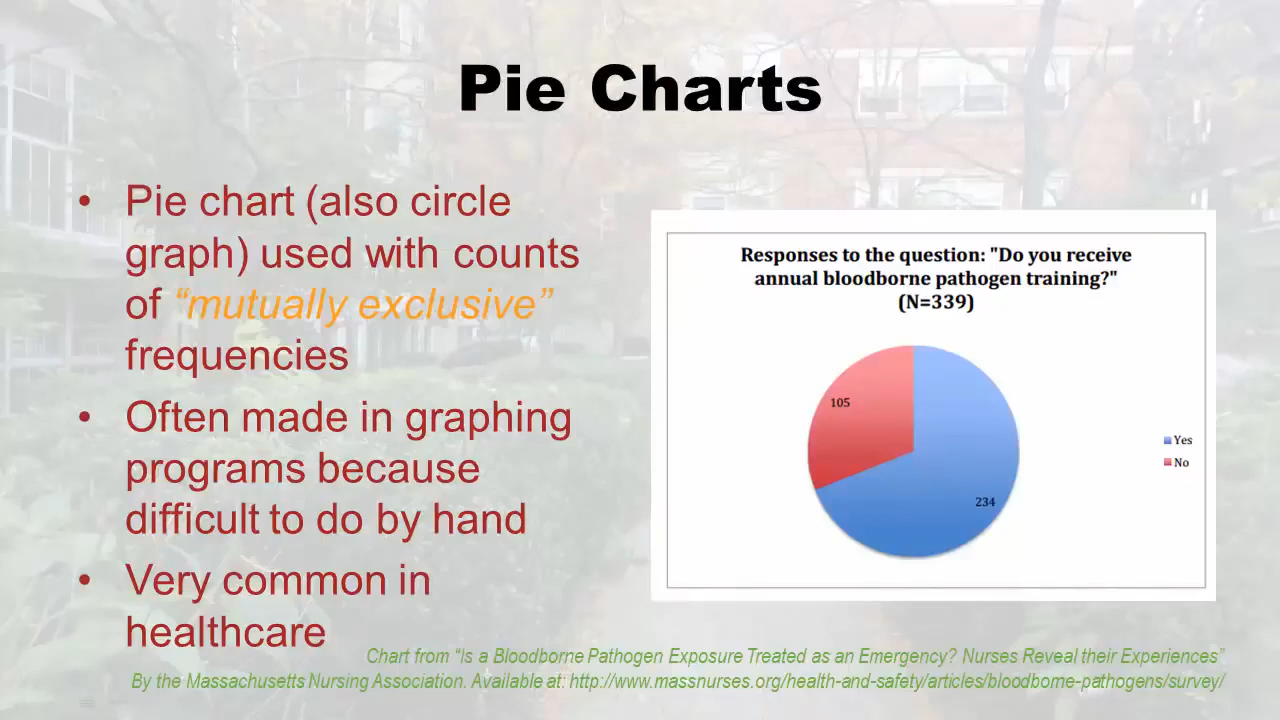 Pie Charts
• Pie chart (also circle
graph) used with counts
of “mutually exclusive”
frequencies
• Often made in graphing
programs because
difficult to do by hand
• Very common in
healthcare
Responses to the question: "Do you receive
annual bloodborne pathogen training?"
(N=339)
105
234
Yes
No
Chart from “Is a Bloodborne Pathogen Exposure Treated as an Emergency? Nurses Reveal their Experiences”
By the Massachusetts Nursing Association. Available at: http://www.massnurses.org/health-and-safety/articles/bloodborne-pathogens/survey/